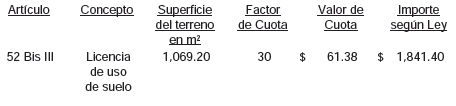 Artículo Concepto Superficie del terreno en m² Factor de Cuota Valor de Cuota Importe según Ley
52 Bis III Licencia de uso de suelo 1,069.20 30 $ 61.38 $ 1,841.40